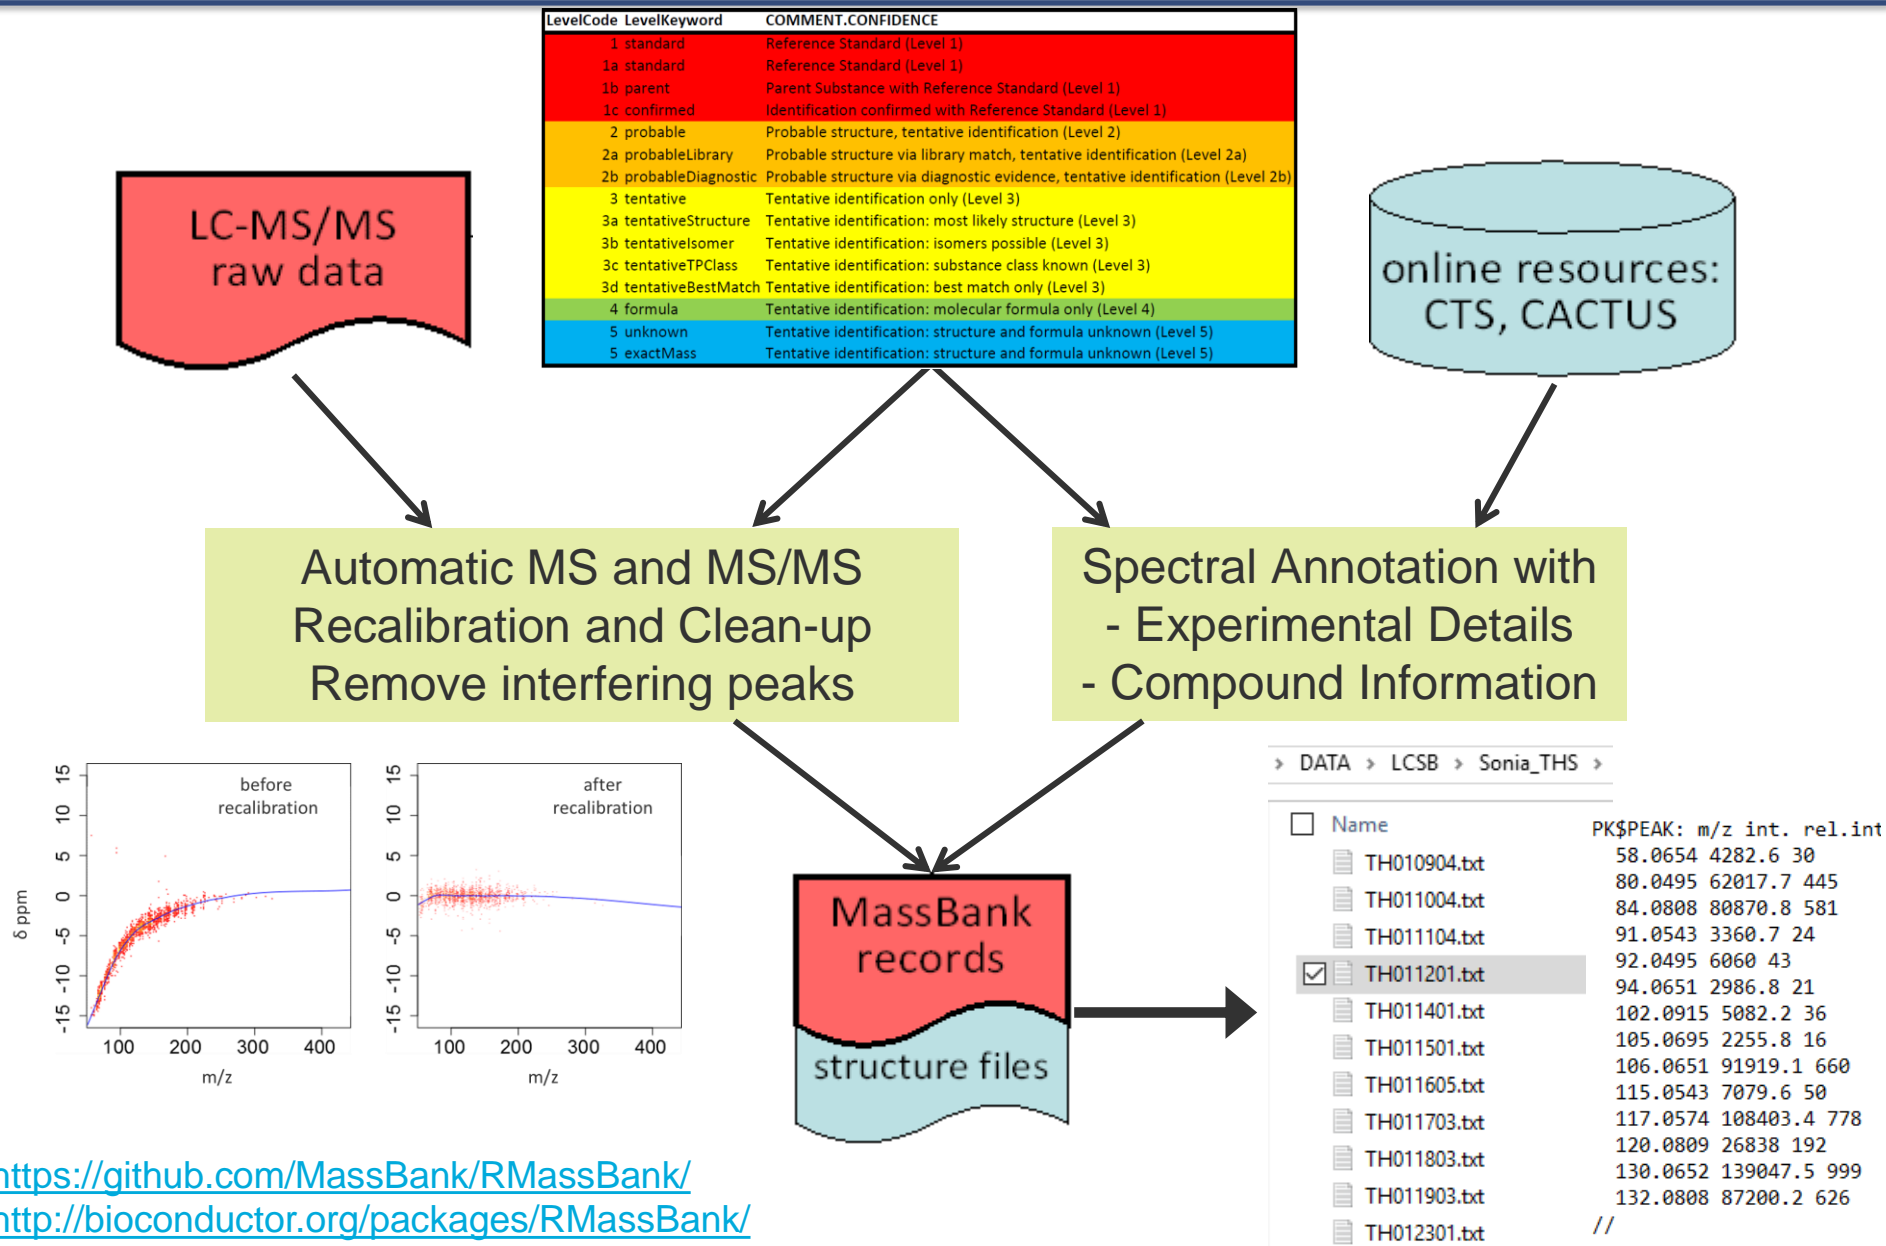 LevelCode LevelKeyword COMMENT.CONFIDENCE
1 standard Reference Standard (Level 1)
1a standard Reference Standard (Level 1)
1b parent Parent Substance with Reference Standard (Level 1)
1c confirmed Identification confirmed with Reference Standard (Level 1)
2 probable Probable structure, tentative identification (Level 2)
2a probableLibrary Probable structure via library match, tentative identification (Level 2a)
2b probableDiagnostic Probable structure via diagnostic evidence, tentative identification (Level 2b)
3 tentative Tentative identification only (Level 3)
3a tentativeStructure Tentative identification: most likely structure (Level 3)
3b tentativeIsomer Tentative identification: isomers possible (Level 3)
3c tentativeTPClass Tentative identification: substance class known (Level 3)
3d tentativeBestMatch Tentative identification: best match only (Level 3)
4 formula Tentative identification: molecular formula only (Level 4)
5 unknown Tentative identification: structure and formula unknown (Level 5)
5 exactMass Tentative identification: structure and formula unknown (Level 5)
LC-MS/MS
raw data
online resources:
CTS, CACTUS
Automatic MS and MS/MS
Recalibration and Clean-up
Remove interfering peaks
Spectral Annotation with
- Experimental Details
- Compound Information
before
recalibration
15
10
5
0
-5
-10
-15
δ ppm
100 200 300 400
m/z
after
recalibration
15
10
5
0
-5
-10
-15
100 200 300 400
m/z
MassBank
records
structure files
> DATA > LCSB > Sonia_THS >
Name
TH010904.txt
TH011004.txt
TH011104.txt
TH011201.txt
TH011401.txt
TH011501.txt
TH011605.txt
TH011703.txt
TH011803.txt
TH011903.txt
TH012301.txt
PK$PEAK: m/z int. rel.int
58.0654 4282.6 30
80.0495 62017.7 445
84.0808 80870.8 581
91.0543 3360.7 24
92.0495 6060 43
94.0651 2986.8 21
102.0915 5082.2 36
105.0695 2255.8 16
106.0651 91919.1 660
115.0543 7079.6 50
117.0574 108403.4 778
120.0809 26838 192
130.0652 139047.5 999
132.0808 87200.2 626
//
https://github.com/MassBank/RMassBank/
http://bioconductor.org/packages/RMassBank/